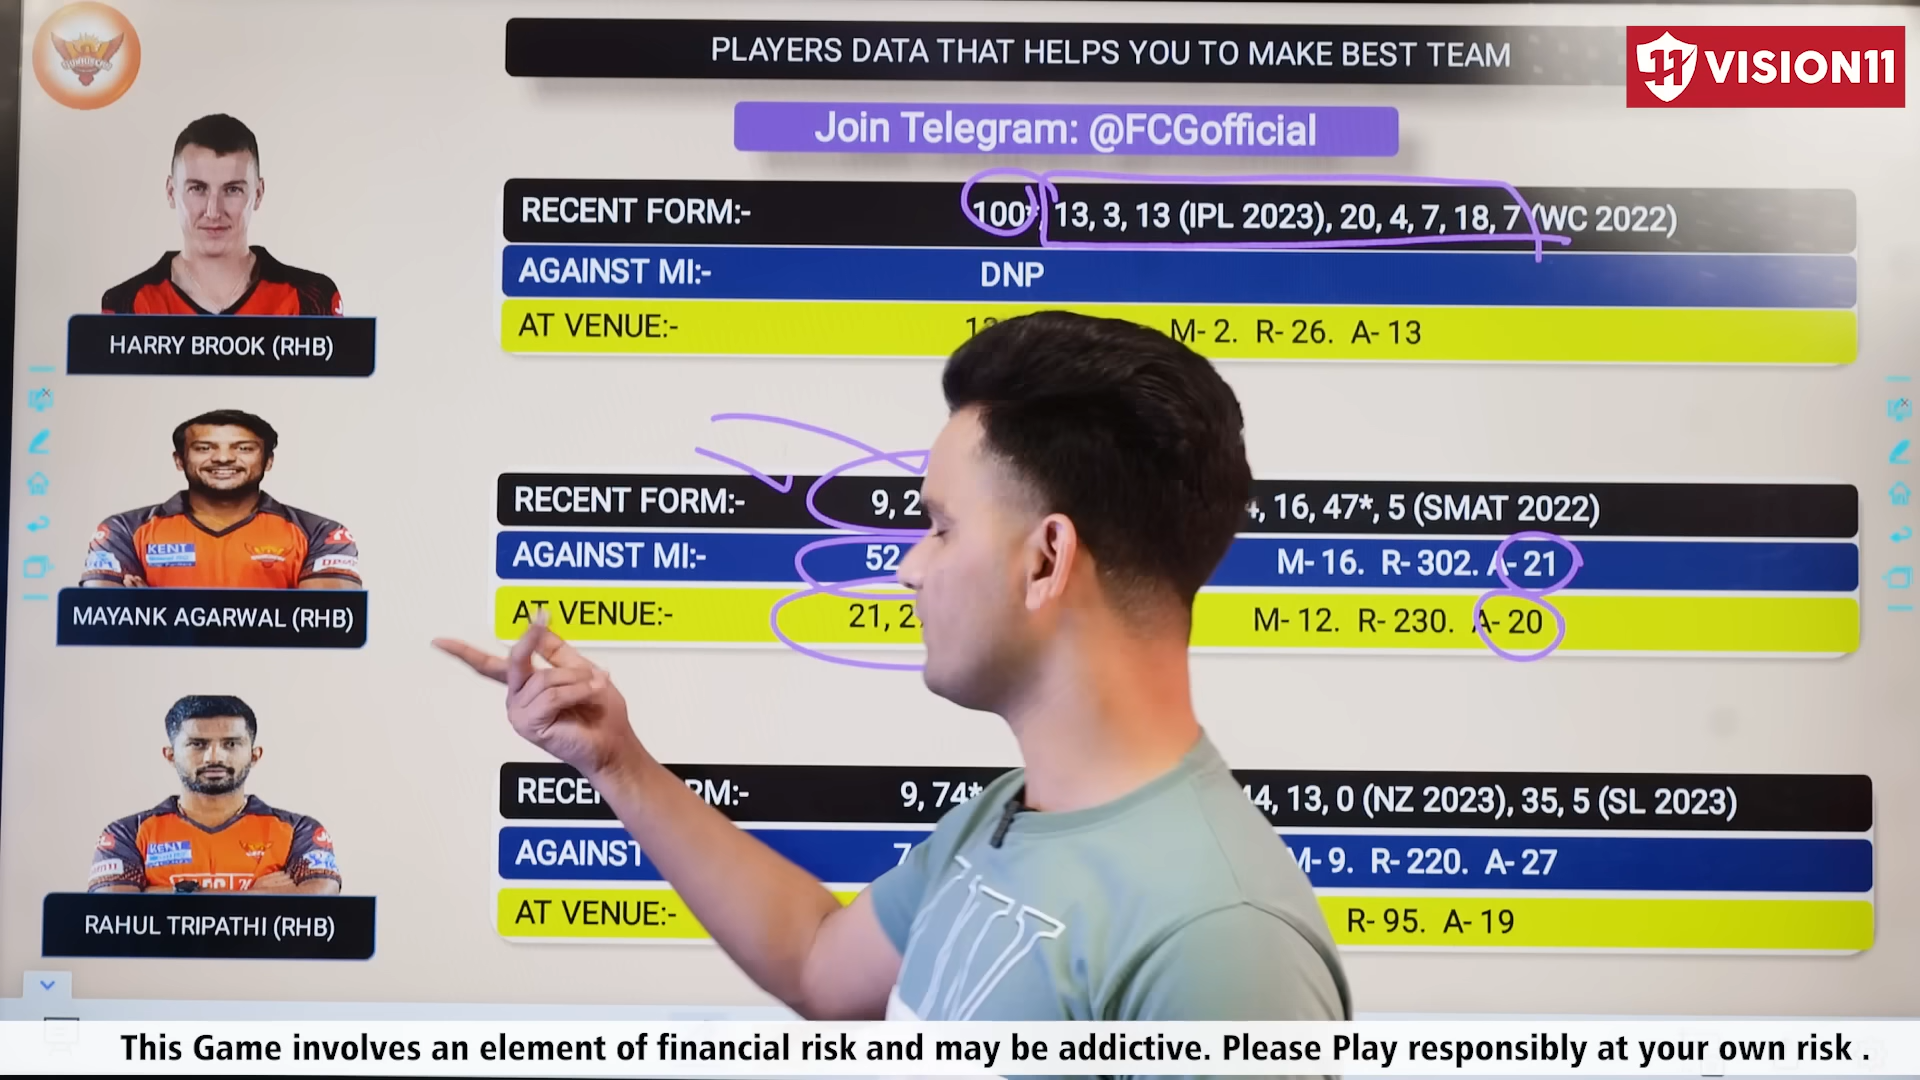 PLAYERS DATA THAT HELPS YOU TO MAKE BEST TEAM
VISION11
Join Telegram: @FCGofficial
RECENT FORM:- 100*, 13, 3, 13 (IPL 2023), 20, 4, 7, 18, 7 (WC 2022)
AGAINST MI:- DNP
AT VENUE:- M- 2. R- 26. A- 13
HARRY BROOK (RHB)
RECENT FORM:- 9, 16, 47*, 5 (SMAT 2022)
AGAINST MI:- 52 M- 16. R- 302. A- 21
AT VENUE:- 21, M- 12. R- 230. A- 20
MAYANK AGARWAL (RHB)
KENT
RECENT FORM:- 9, 74* 13, 0 (NZ 2023), 35, 5 (SL 2023)
AGAINST M- 9. R- 220. A- 27
AT VENUE:- R- 95. A- 19
KENT
RAHUL TRIPATHI (RHB)
This Game involves an element of financial risk and may be addictive. Please Play responsibly at your own risk .